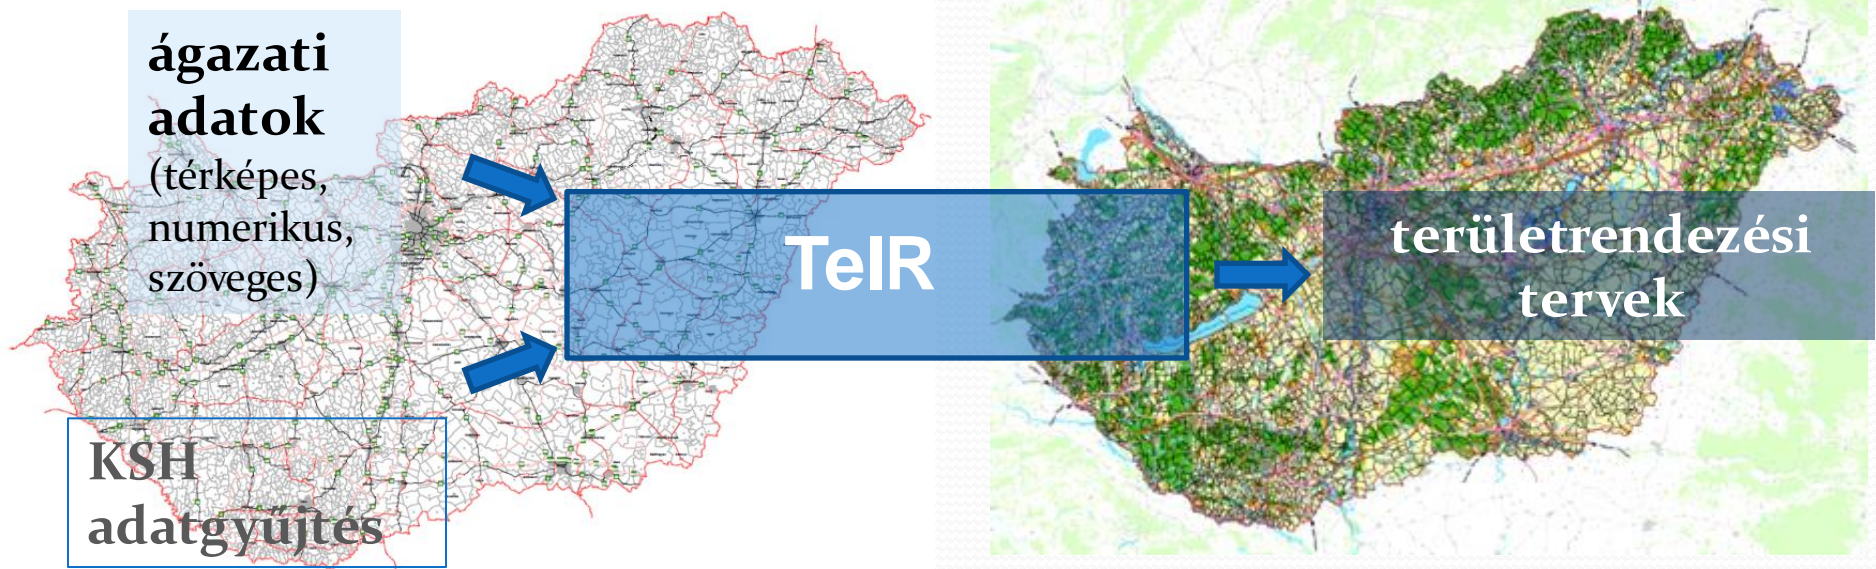 ágazati
adatok
(térképes,
numerikus,
szöveges)
KSH
adatgyűjtés
TeIR
területrendezési
tervek